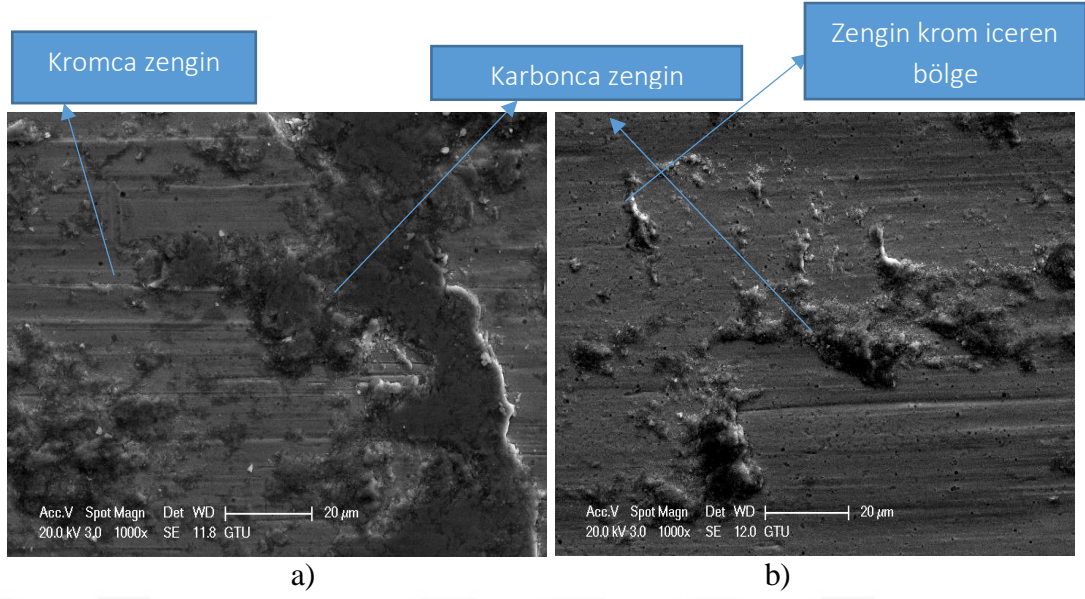 Kromca zengin
Karbonca zengin
Zengin krom iceren
bölge
Acc.V Spot Magn Det WD 20 µm
20.0 kV 3.0 1000x SE 11.8 GTU
Acc.V Spot Magn Det WD 20 µm
20.0 kV 3.0 1000x SE 12.0 GTU
a)
b)